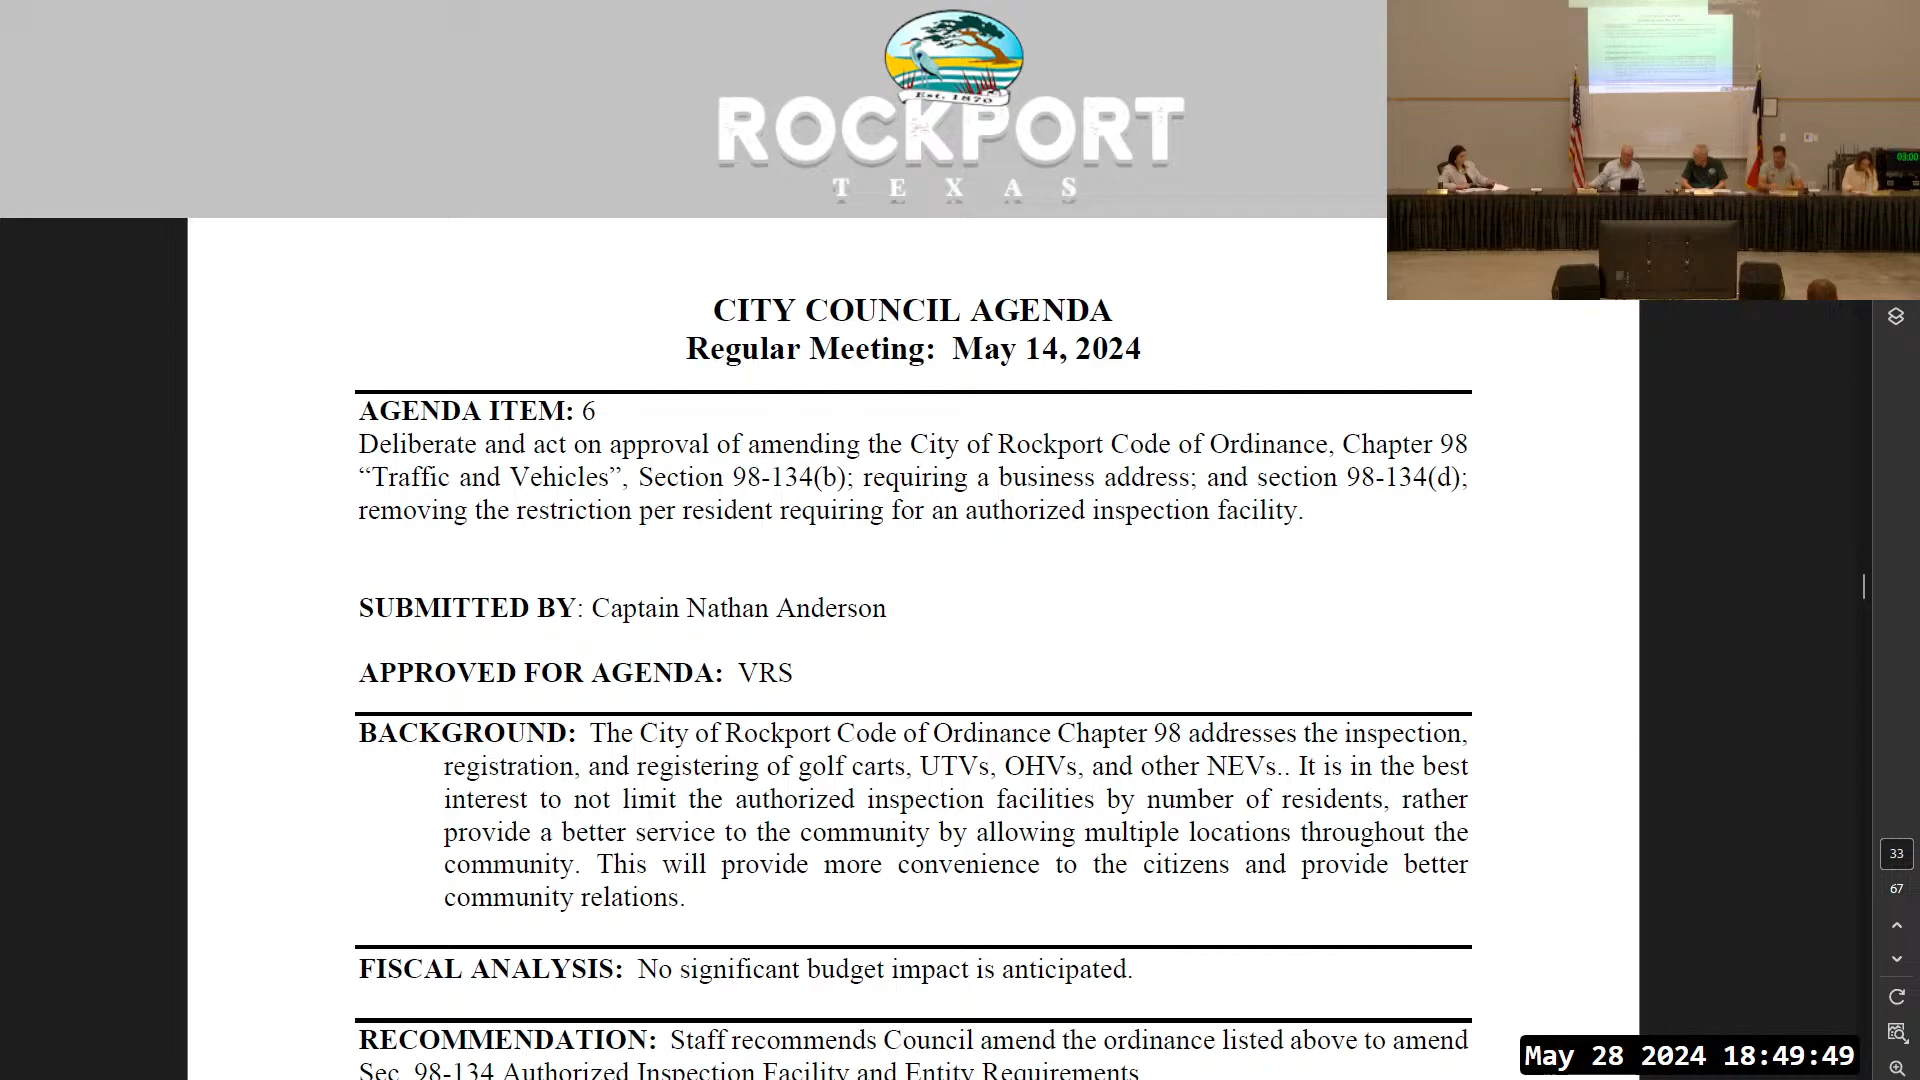 Est. 1870
ROCKPORT
TEXAS
03:00
CITY COUNCIL AGENDA
Regular Meeting: May 14, 2024
AGENDA ITEM: 6
Deliberate and act on approval of amending the City of Rockport Code of Ordinance, Chapter 98
“Traffic and Vehicles”, Section 98-134(b); requiring a business address; and section 98-134(d);
removing the restriction per resident requiring for an authorized inspection facility.
SUBMITTED BY: Captain Nathan Anderson
APPROVED FOR AGENDA: VRS
BACKGROUND: The City of Rockport Code of Ordinance Chapter 98 addresses the inspection,
registration, and registering of golf carts, UTVs, OHVs, and other NEVs.. It is in the best
interest to not limit the authorized inspection facilities by number of residents, rather
provide a better service to the community by allowing multiple locations throughout the
community. This will provide more convenience to the citizens and provide better
community relations.
FISCAL ANALYSIS: No significant budget impact is anticipated.
RECOMMENDATION: Staff recommends Council amend the ordinance listed above to amend
Sec. 98-134 Authorized Inspection Facility and Entity Requirements
33
67
May 28 2024 18:49:49